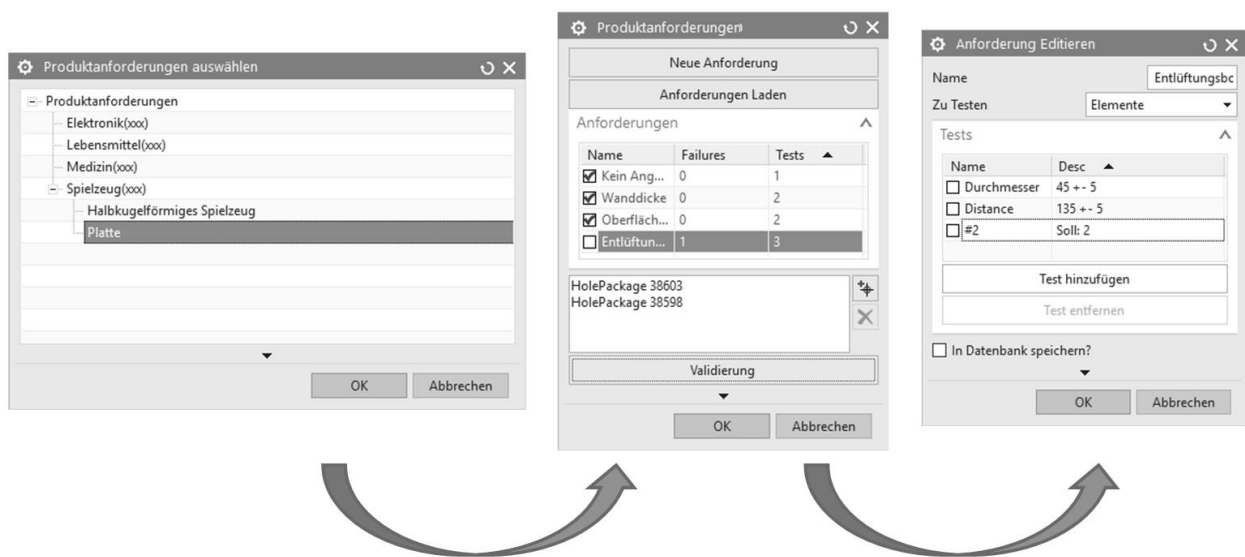 Produktanforderungen auswählen
Produktanforderungen
Elektronik(xxx)
Lebensmittel(xxx)
Medizin(xxx)
Spielzeug(xxx)
Halbkugelförmiges Spielzeug
Platte
OK Abbrechen
Produktanforderungen
Neue Anforderung
Anforderungen Laden
Anforderungen
Name Failures Tests
Kein Ang... 0 1
Wanddicke 0 2
Oberfläch... 0 2
Entlüftun... 1 3
HolePackage 38603
HolePackage 38598
Validierung
OK Abbrechen
Anforderung Editieren
Name Entlüftungsbc
Zu Testen Elemente
Tests
Name Desc
Durchmesser 45 +- 5
Distance 135 +- 5
#2 Soll: 2
Test hinzufügen
Test entfernen
In Datenbank speichern?
OK Abbrechen